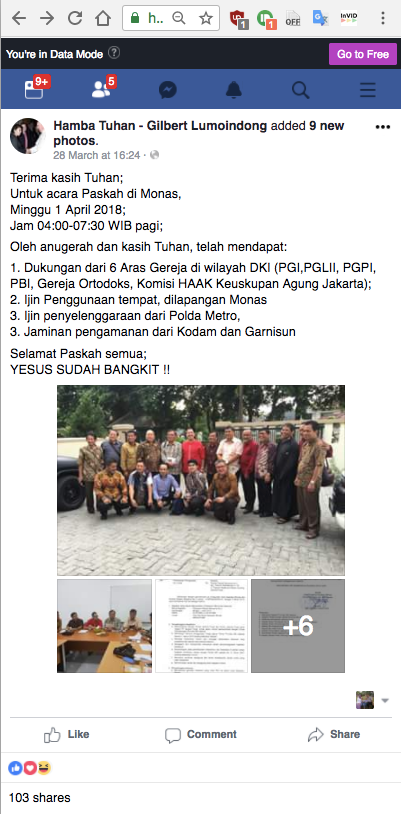 h..
1
1
OFF
InVID
You're in Data Mode ?
Go to Free
9+
5
Hamba Tuhan - Gilbert Lumoindong added 9 new
photos.
28 March at 16:24 ·
Terima kasih Tuhan;
Untuk acara Paskah di Monas,
Minggu 1 April 2018;
Jam 04:00-07:30 WIB pagi;
Oleh anugerah dan kasih Tuhan, telah mendapat:
1. Dukungan dari 6 Aras Gereja di wilayah DKI (PGI,PGLII, PGPI,
PBI, Gereja Ortodoks, Komisi HAAK Keuskupan Agung Jakarta);
2. Ijin Penggunaan tempat, dilapangan Monas
3. Ijin penyelenggaraan dari Polda Metro,
3. Jaminan pengamanan dari Kodam dan Garnisun
Selamat Paskah semua;
YESUS SUDAH BANGKIT !!
+6
Like
Comment
Share
103 shares